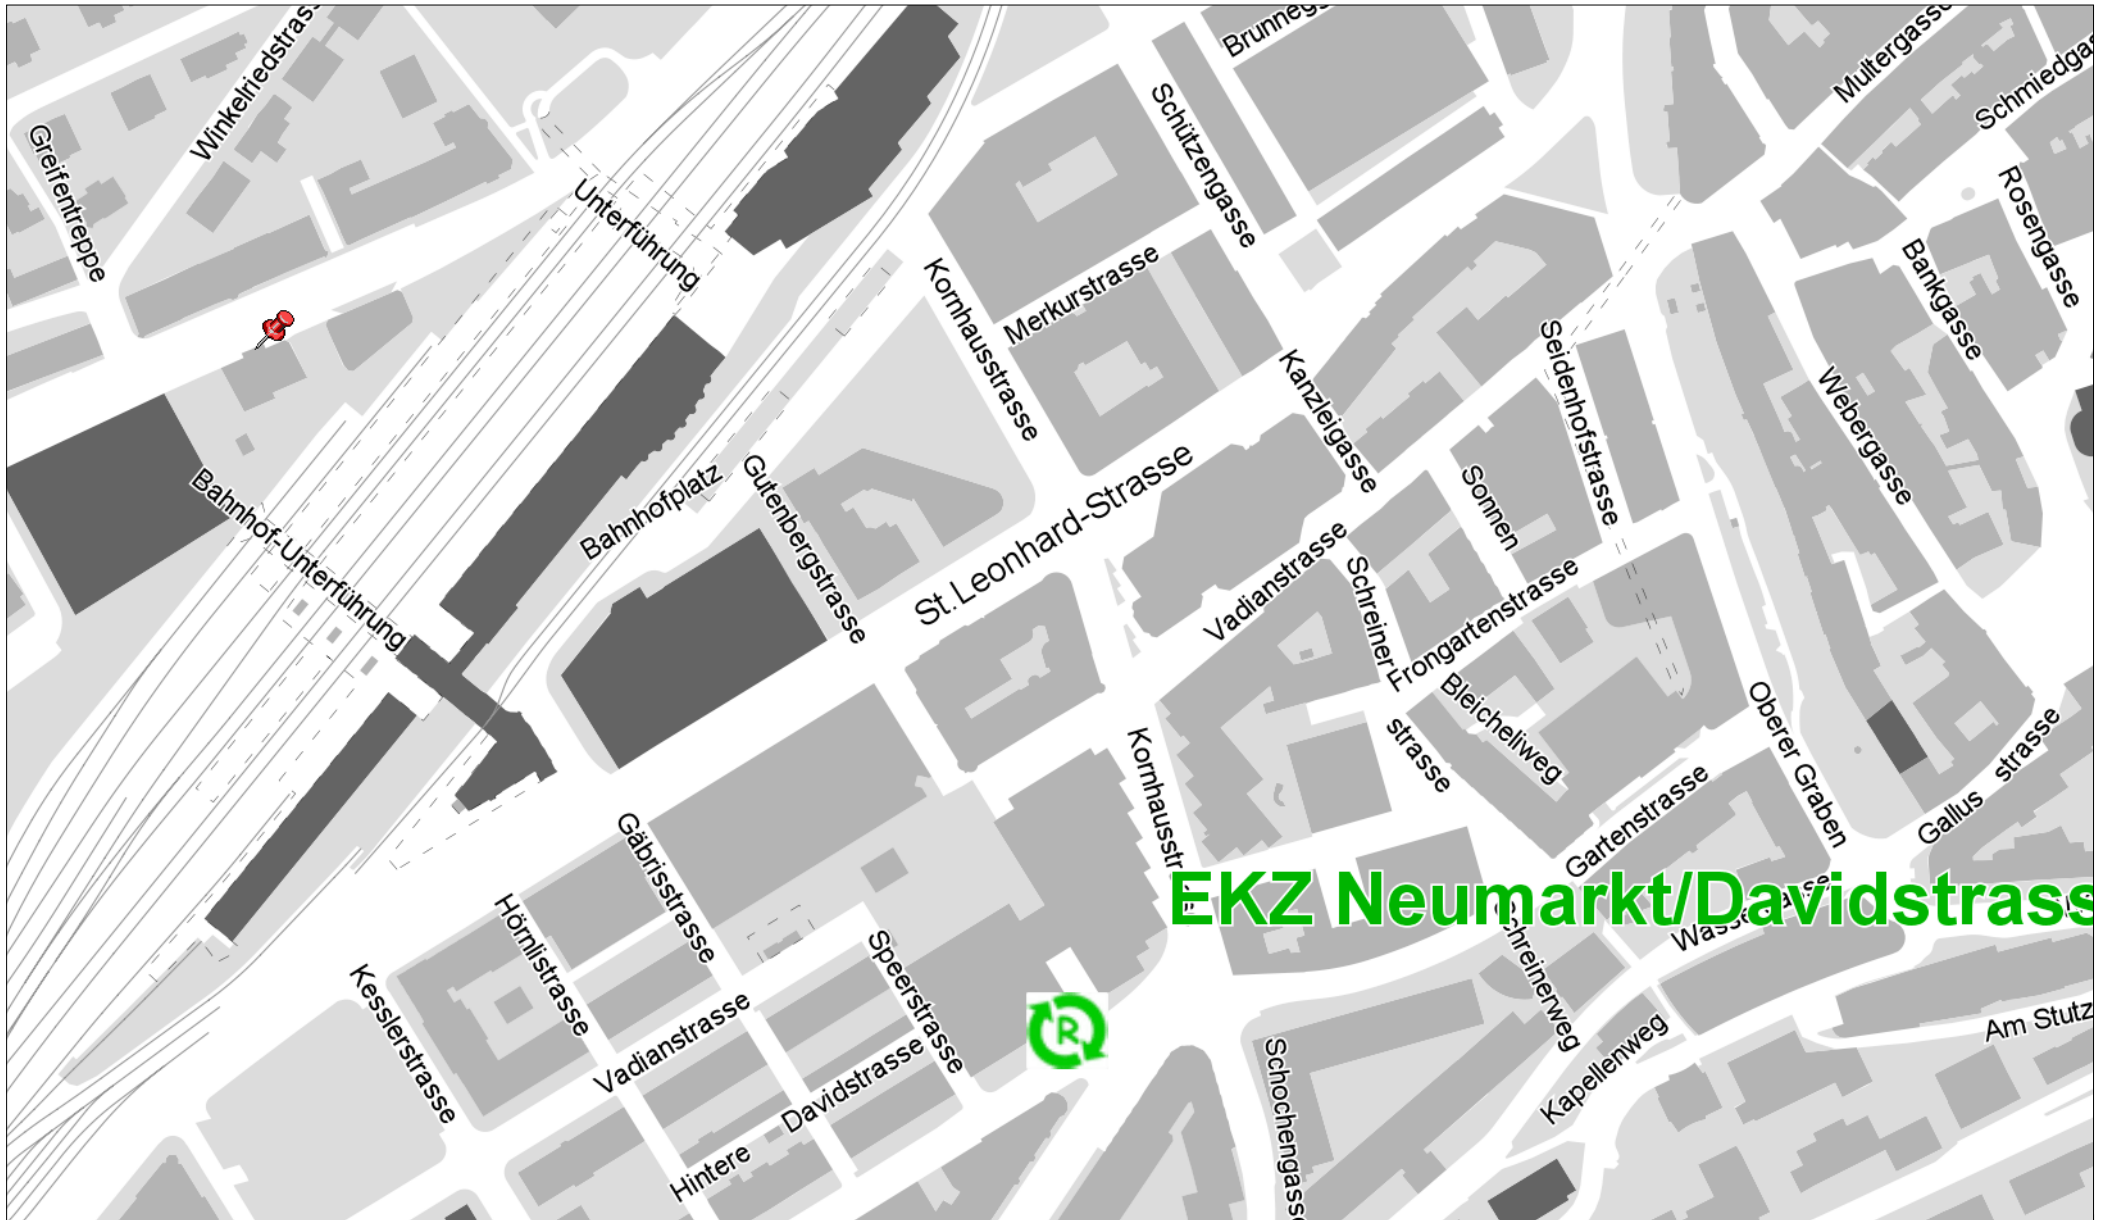 Brunneg
Multergasse
Winkelriedstrass
Schmiedga
Schützengasse
Greifentreppe
Unterführung
Rosengasse
Bankgasse
Kornhausstrasse
Merkurstrasse
Seidenhofstrasse
Kanzleigasse
Webergasse
Bahnhofplatz
Gutenbergstrasse
St.Leonhard-Strasse
Sonnen
Bahnhof-Unterführung
Vadianstrasse
Schreiner
Frongartenstrasse
Bleicheliweg
strasse
Oberer Graben
Kornhausstr
Gartenstrasse
Gallus
strasse
Gäbrisstrasse
EKZ Neumarkt/Davidstrass
Hörnlistrasse
Schreinerweg
Speerstrasse
Kesslerstrasse
Vadianstrasse
R
Am Stutz
Kapellenweg
Davidstrasse
Schochengasse
Hintere